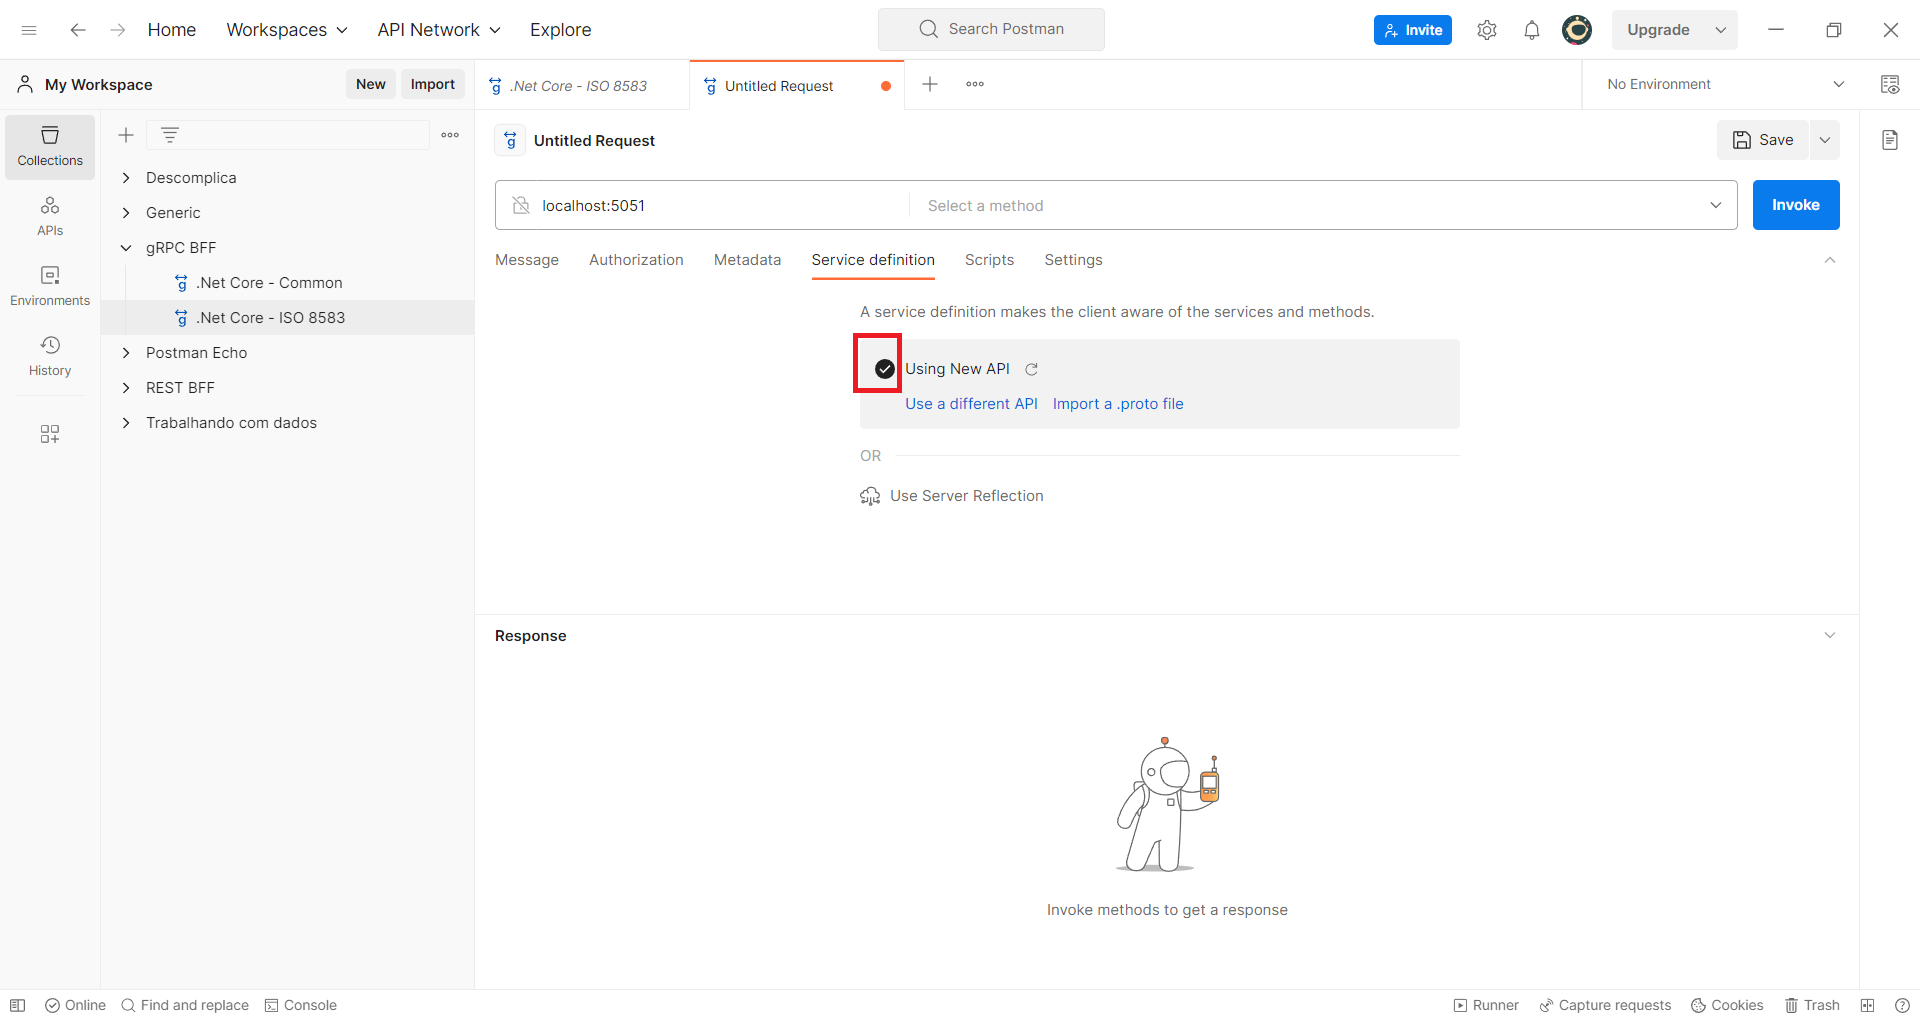 Home Workspaces API Network Explore Search Postman Invite Upgrade
My Workspace New Import .Net Core - ISO 8583 Untitled Request No Environment
Collections
APIs
Environments
History
Descomplica
Generic
gRPC BFF
.Net Core - Common
.Net Core - ISO 8583
Postman Echo
REST BFF
Trabalhando com dados
Untitled Request Save
localhost:5051 Select a method Invoke
Message Authorization Metadata Service definition Scripts Settings
A service definition makes the client aware of the services and methods.
Using New API
Use a different API Import a .proto file
OR
Use Server Reflection
Response
Invoke methods to get a response
Online Find and replace Console Runner Capture requests Cookies Trash